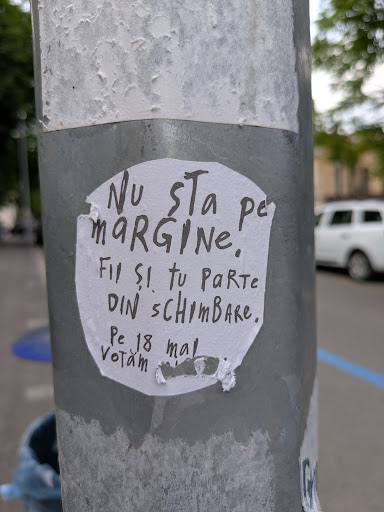 Nu sta pe
margine.
Fii și tu parte
din schimbare.
Pe 18 mai
votăm